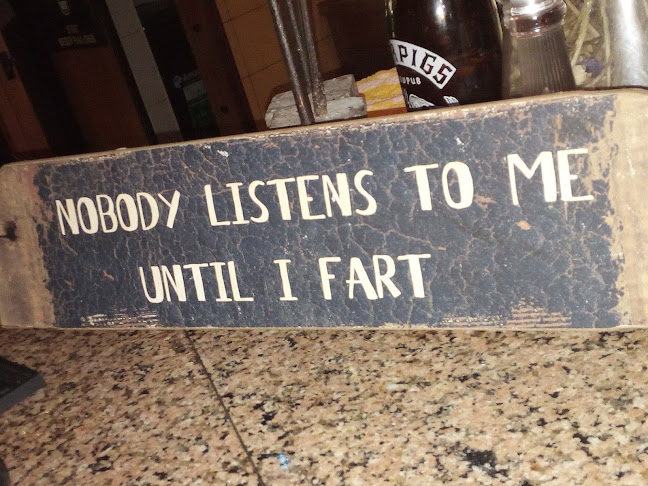 PIGS
NOBODY LISTENS TO ME
UNTIL I FART